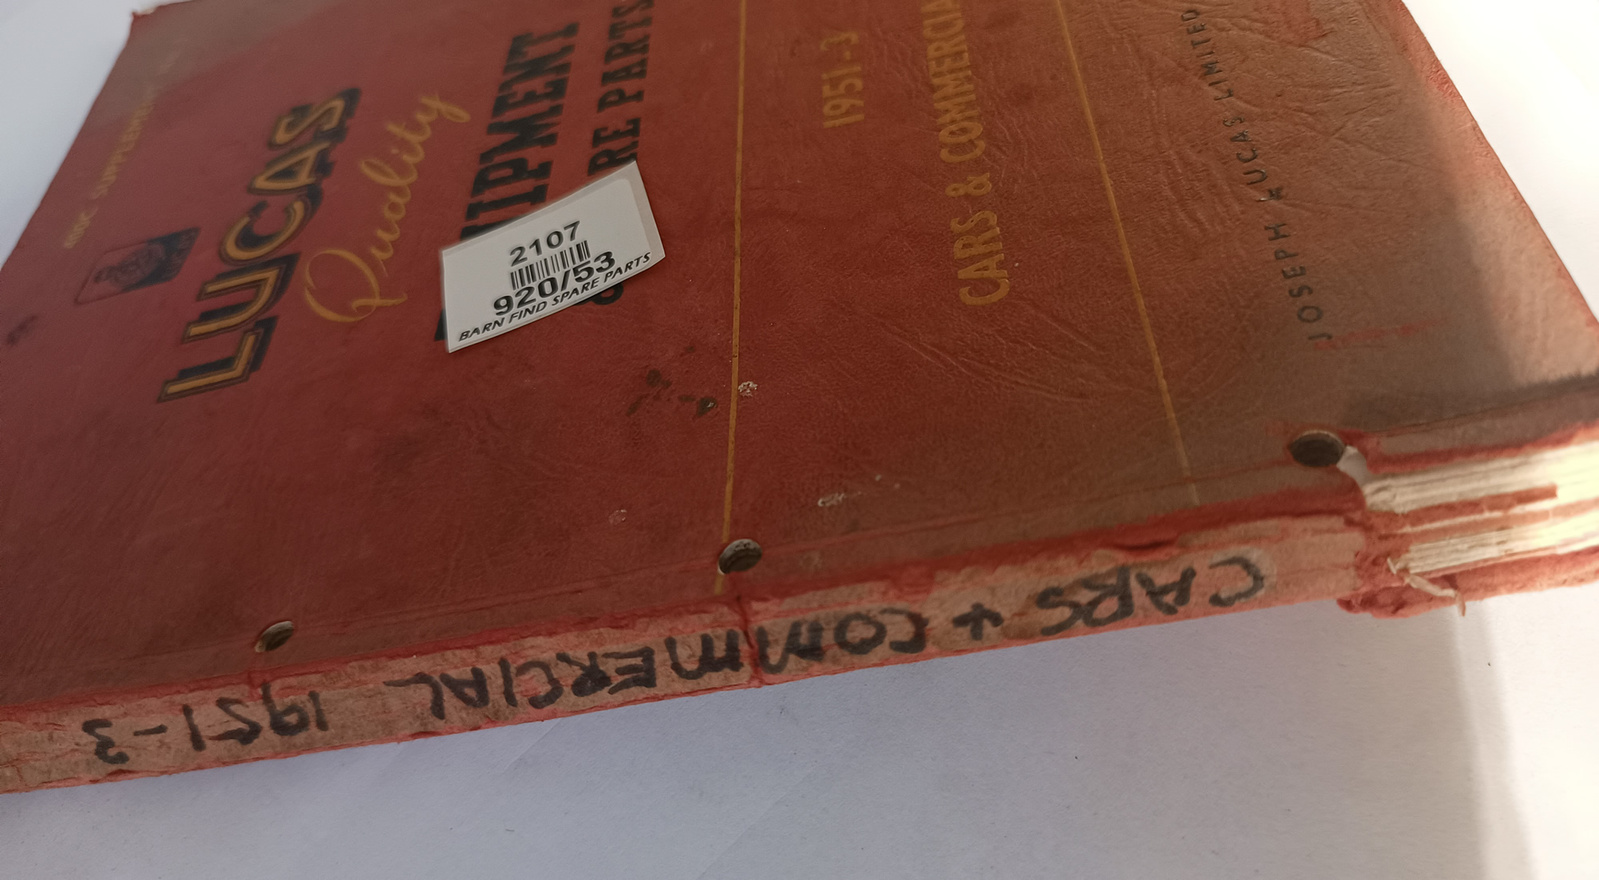 LUCAS
Quality
& RE PARTS
1951-3
CARS & COMMERCIA
JOSEPH LUCAS LIMITED
2107
920/53
BARN FIND SPARE PARTS
CARS + COMMERCIAL 1951-3